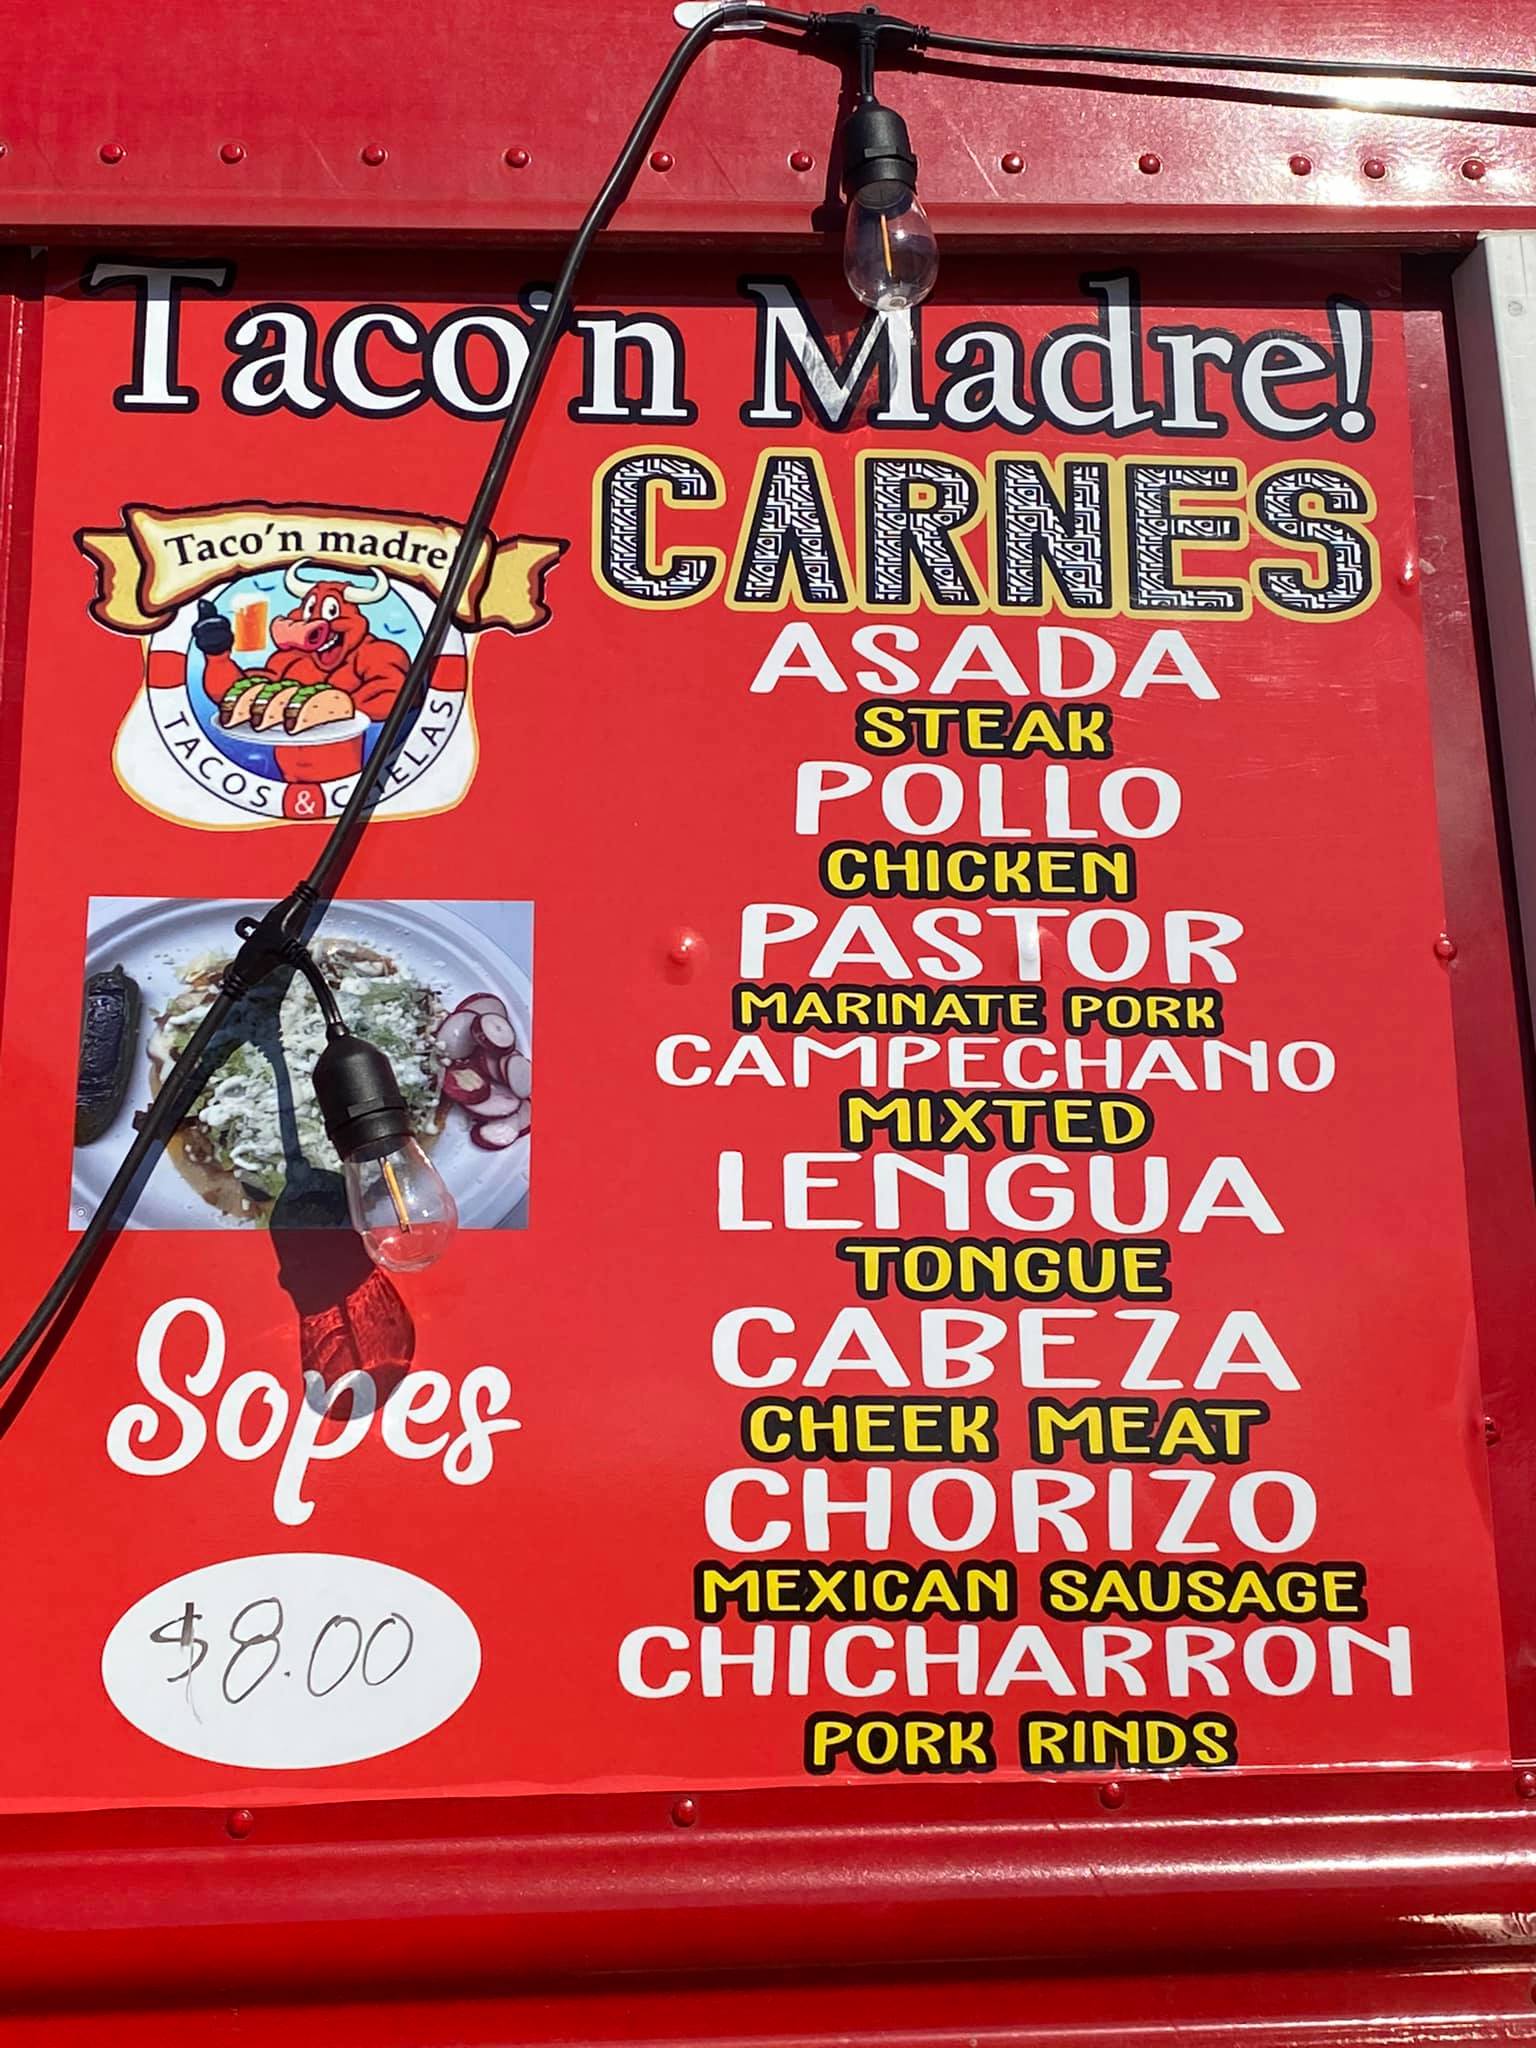 Taco'n Madre!
CARNES
Taco'n madre
TACOS & CHELAS
ASADA
STEAK
POLLO
CHICKEN
PASTOR
MARINATE PORK
CAMPECHANO
MIXTED
LENGUA
TONGUE
CABEZA
CHEEK MEAT
CHORIZO
MEXICAN SAUSAGE
CHICHARRON
PORK RINDS
Sopes
$8.00